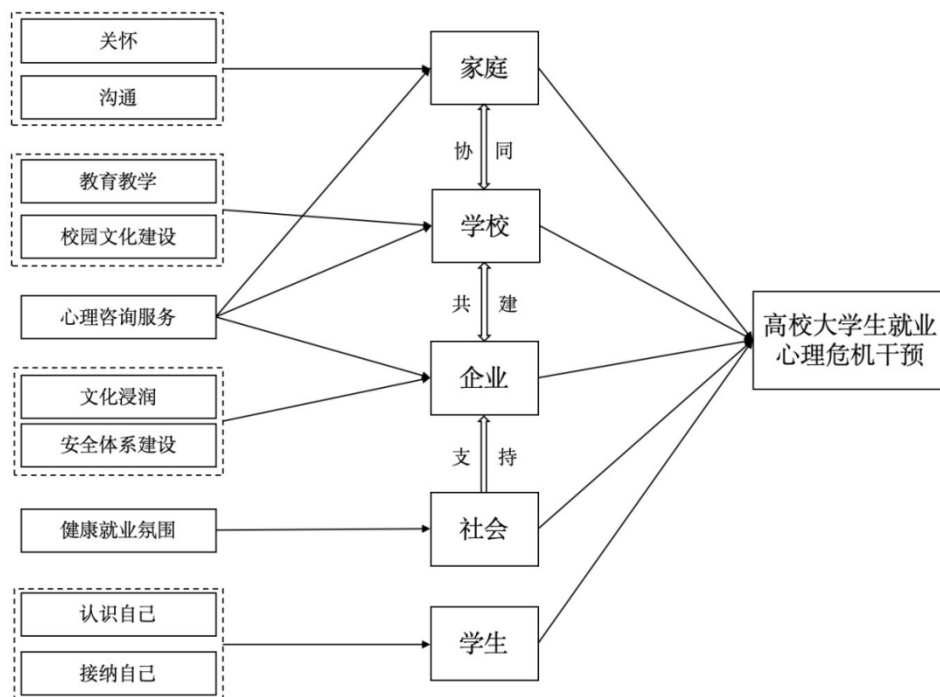 关怀
沟通
教育教学
校园文化建设
心理咨询服务
文化浸润
安全体系建设
健康就业氛围
认识自己
接纳自己
家庭
协 同
学校
共 建
企业
支 持
社会
学生
高校大学生就业
心理危机干预